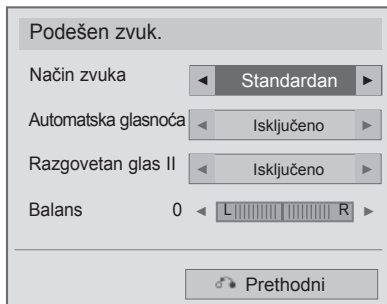 Podešen zvuk.
Način zvuka ◄ Standardan ►
Automatska glasnoća ◄ Isključeno ►
Razgovetan glas II ◄ Isključeno ►
Balans 0 ◄ L R ►
Prethodni